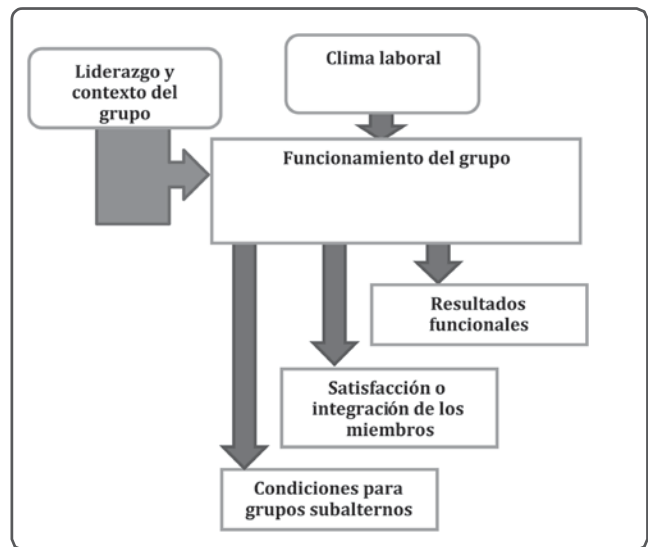 Liderazgo y
contexto del
grupo
Clima laboral
Funcionamiento del grupo
Resultados
funcionales
Satisfacción o
integración de los
miembros
Condiciones para
grupos subalternos